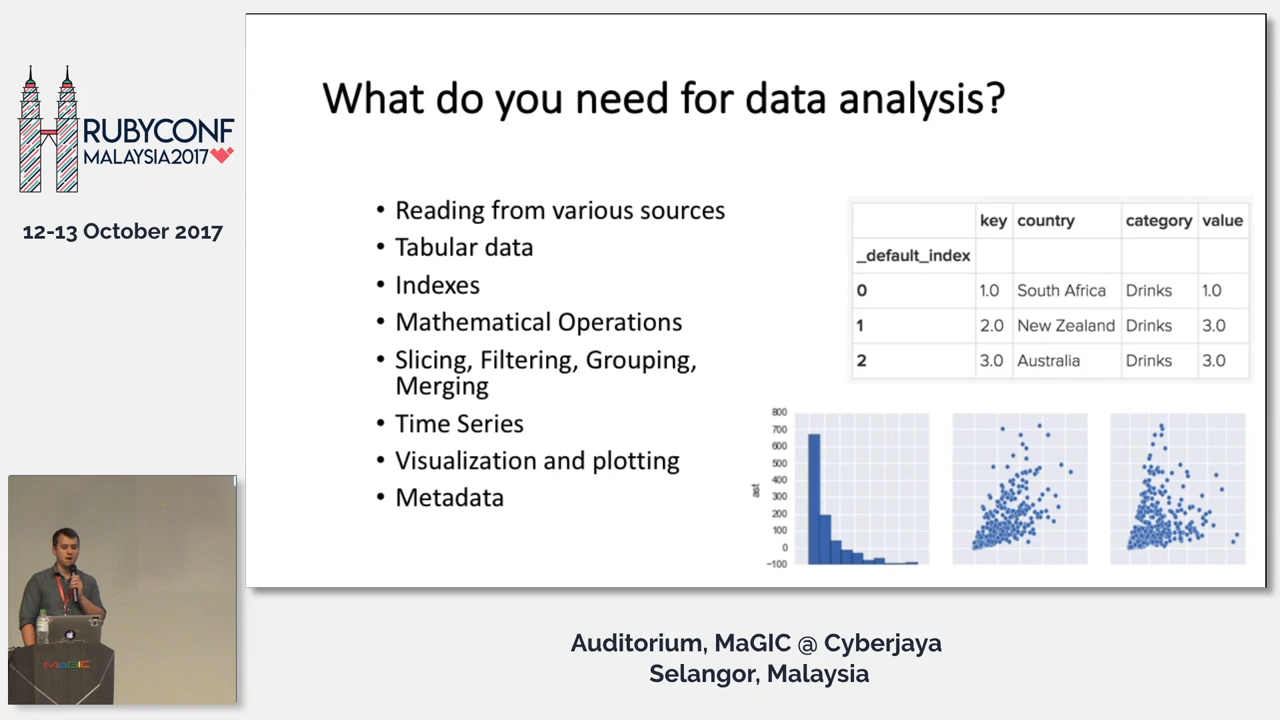 RUBYCONF
MALAYSIA2017
12-13 October 2017
What do you need for data analysis?
• Reading from various sources
• Tabular data
• Indexes
• Mathematical Operations
• Slicing, Filtering, Grouping,
Merging
• Time Series
• Visualization and plotting
• Metadata
key country category value
_default_index
0 1.0 South Africa Drinks 1.0
1 2.0 New Zealand Drinks 3.0
2 3.0 Australia Drinks 3.0
800
700
600
500
400
300
200
100
0
-100
ast
MaGIC
Auditorium, MaGIC @ Cyberjaya
Selangor, Malaysia